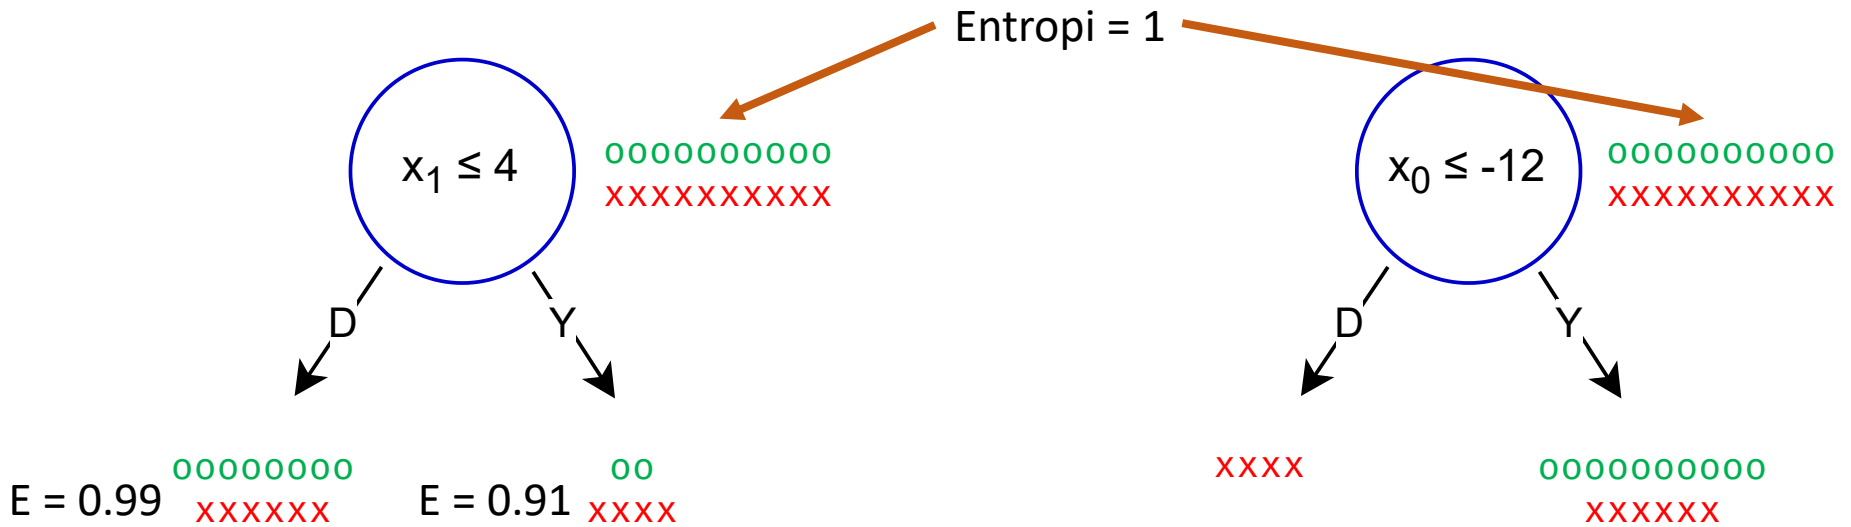 Entropi = 1
x₁ ≤ 4
oooooooooo
xxxxxxxxxx
x₀ ≤ -12
oooooooooo
xxxxxxxxxx
D
Y
D
Y
E = 0.99
oooooooo
xxxxxx
E = 0.91
oo
xxxx
xxxx
oooooooooo
xxxxxx